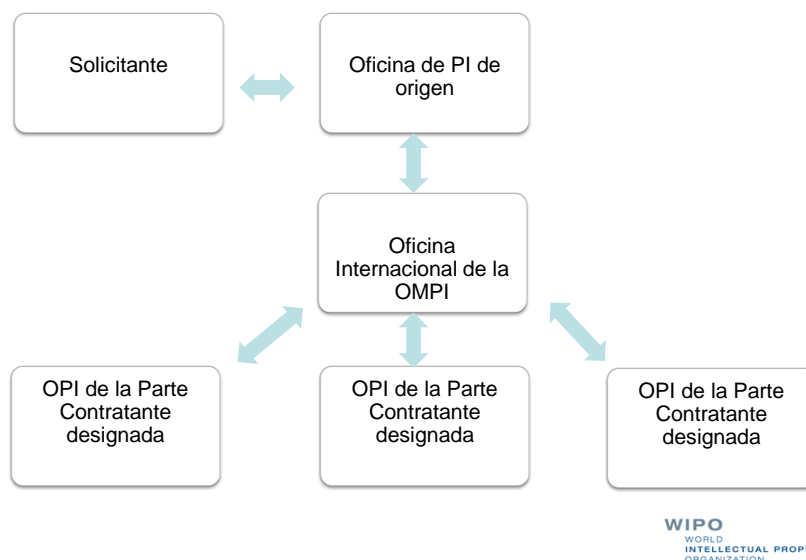 Solicitante
Oficina de PI de
origen
Oficina
Internacional de la
OMPI
OPI de la Parte
Contratante
designada
OPI de la Parte
Contratante
designada
OPI de la Parte
Contratante
designada
WIPO
WORLD
INTELLECTUAL PROP
ORGANIZATION